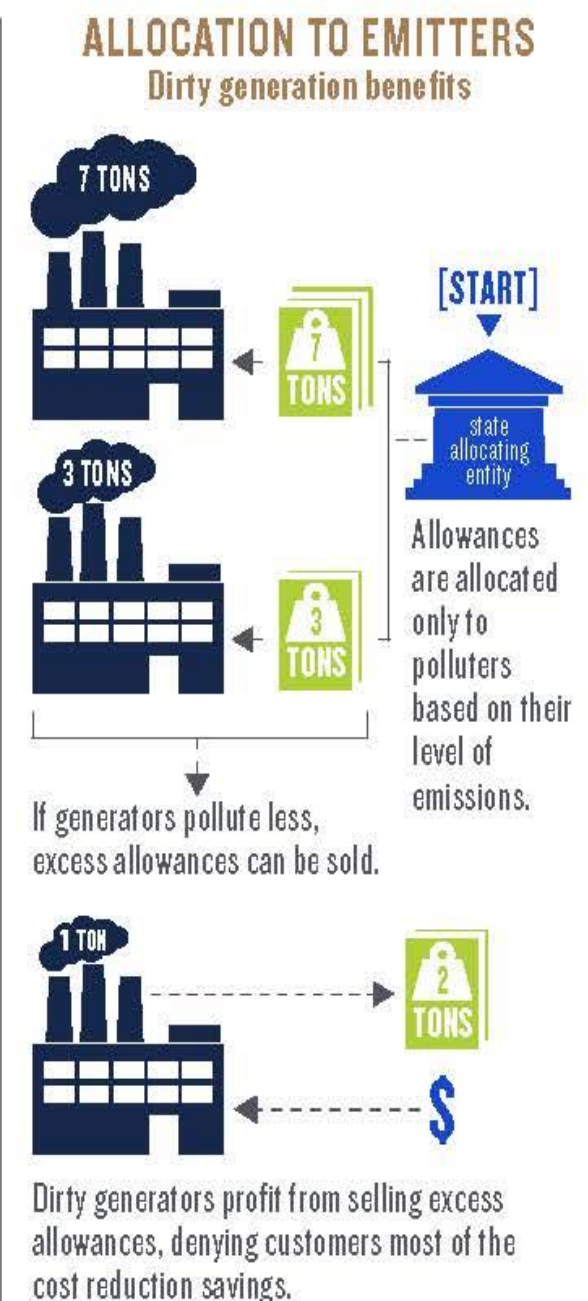 ALLOCATION TO EMITTERS
Dirty generation benefits
7 TONS
[START]
7
TONS
state
allocating
entity
3 TONS
3
TONS
Allowances
are allocated
only to
polluters
based on their
level of
emissions.
If generators pollute less,
excess allowances can be sold.
1 TON
2
TONS
$
Dirty generators profit from selling excess
allowances, denying customers most of the
cost reduction savings.